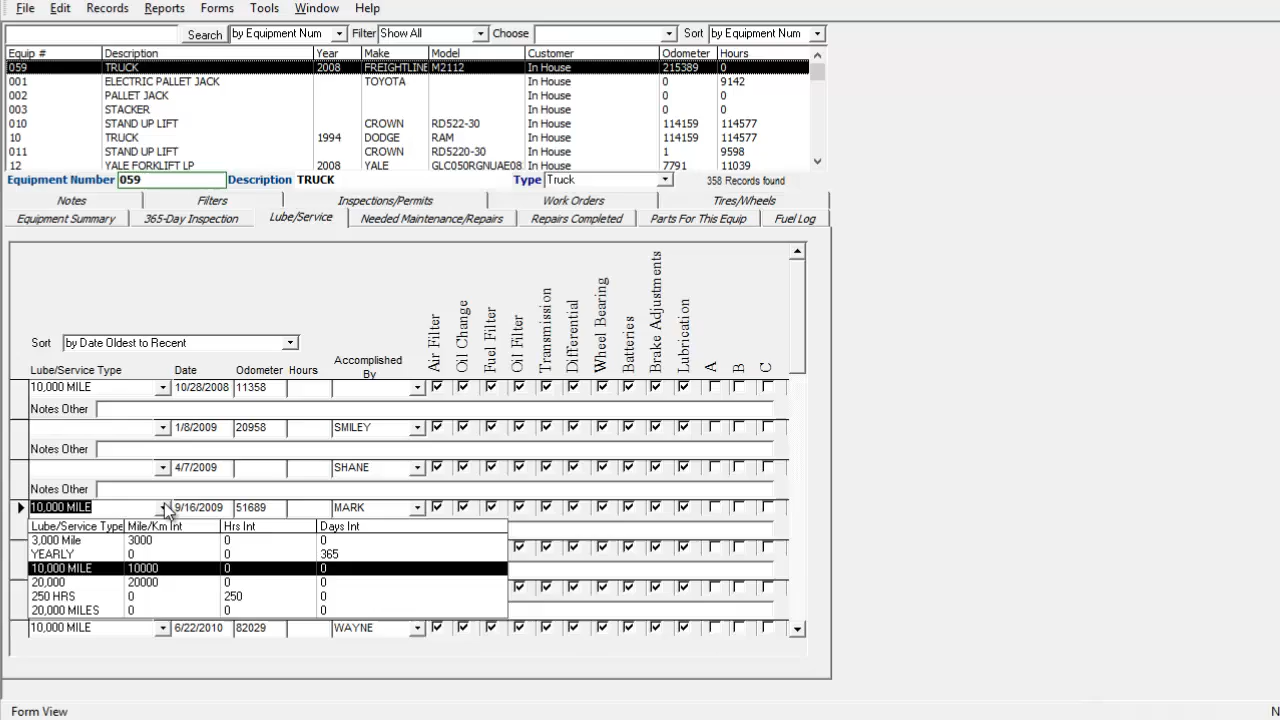 File Edit Records Reports Forms Tools Window Help
Search by Equipment Num Filter Show All Choose Sort by Equipment Num
Equip # Description Year Make Model Customer Odometer Hours
059 TRUCK 2008 FREIGHTLINE M2112 In House 215389 0
001 ELECTRIC PALLET JACK TOYOTA In House 0 9142
002 PALLET JACK In House 0 0
003 STACKER In House 0 0
010 STAND UP LIFT CROWN RD522-30 In House 114159 114577
10 TRUCK 1994 DODGE RAM In House 114159 114577
011 STAND UP LIFT CROWN RD5220-30 In House 1 9598
12 YALE FORKLIFT LP 2008 YALE GLC050RGNUAE08 In House 7791 11039
Equipment Number 059 Description TRUCK Type Truck 358 Records found
Notes Filters Inspections/Permits Work Orders Tires/Wheels
Equipment Summary 365-Day Inspection Lube/Service Needed Maintenance/Repairs Repairs Completed Parts For This Equip Fuel Log
Air Filter Oil Change Fuel Filter Oil Filter Transmission Differential Wheel Bearing Batteries Brake Adjustments Lubrication A B C
Sort by Date Oldest to Recent
Lube/Service Type Date Odometer Hours Accomplished By
10,000 MILE 10/28/2008 11358
Notes Other
1/8/2009 20958 SMILEY
Notes Other
4/7/2009 SHANE
Notes Other
10,000 MILE 9/16/2009 51689 MARK
Lube/Service Type Mile/Km Int Hrs Int Days Int
3,000 Mile 3000 0 0
YEARLY 0 0 365
10,000 MILE 10000 0 0
20,000 20000 0 0
250 HRS 0 250 0
20,000 MILES 0 0 0
10,000 MILE 6/22/2010 82029 WAYNE
Form View N